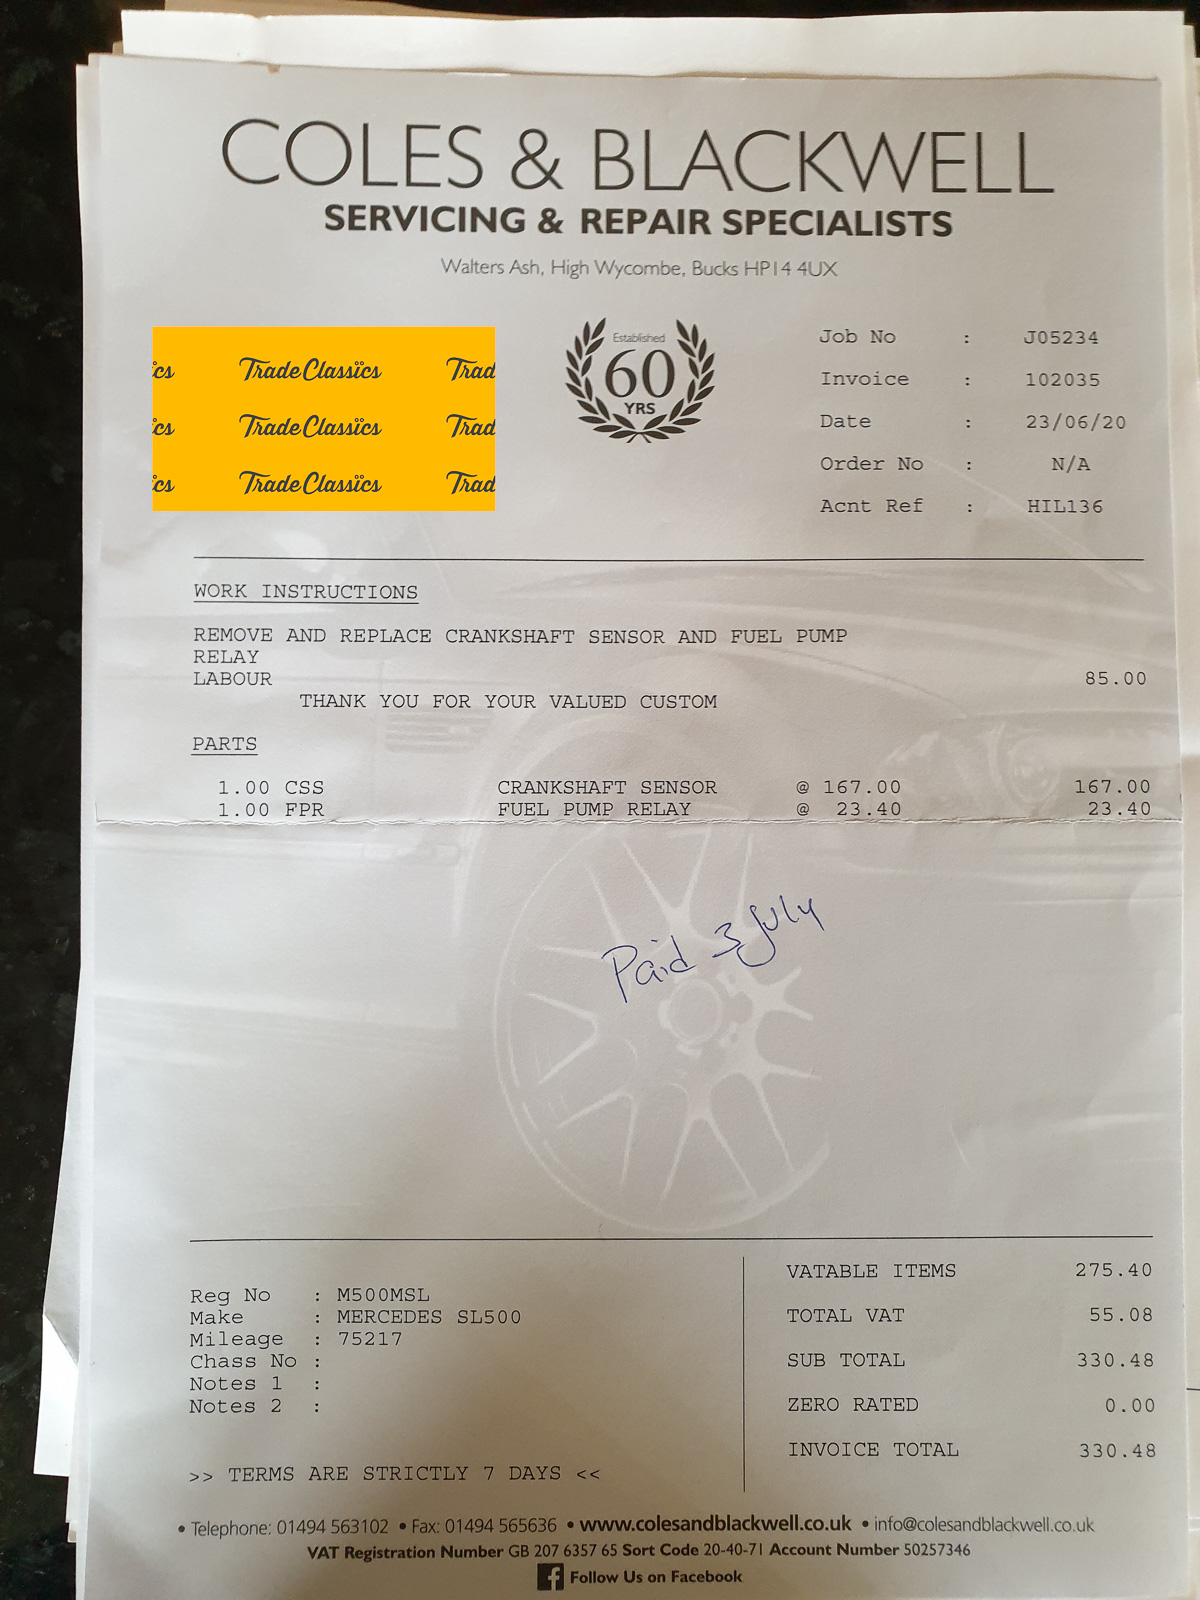 COLES & BLACKWELL
SERVICING & REPAIR SPECIALISTS
Walters Ash, High Wycombe, Bucks HP14 4UX
ics TradeClassics Trad
ics TradeClassics Trad
ics TradeClassics Trad
Established
60
YRS
Job No : J05234
Invoice : 102035
Date : 23/06/20
Order No : N/A
Acnt Ref : HIL136
WORK INSTRUCTIONS
REMOVE AND REPLACE CRANKSHAFT SENSOR AND FUEL PUMP
RELAY
LABOUR 85.00
THANK YOU FOR YOUR VALUED CUSTOM
PARTS
1.00 CSS CRANKSHAFT SENSOR @ 167.00 167.00
1.00 FPR FUEL PUMP RELAY @ 23.40 23.40
Paid 3 July
Reg No : M500MSL
Make : MERCEDES SL500
Mileage : 75217
Chass No :
Notes 1 :
Notes 2 :
>> TERMS ARE STRICTLY 7 DAYS <<
VATABLE ITEMS 275.40
TOTAL VAT 55.08
SUB TOTAL 330.48
ZERO RATED 0.00
INVOICE TOTAL 330.48
• Telephone: 01494 563102 • Fax: 01494 565636 • www.colesandblackwell.co.uk • info@colesandblackwell.co.uk
VAT Registration Number GB 207 6357 65 Sort Code 20-40-71 Account Number 50257346
Follow Us on Facebook